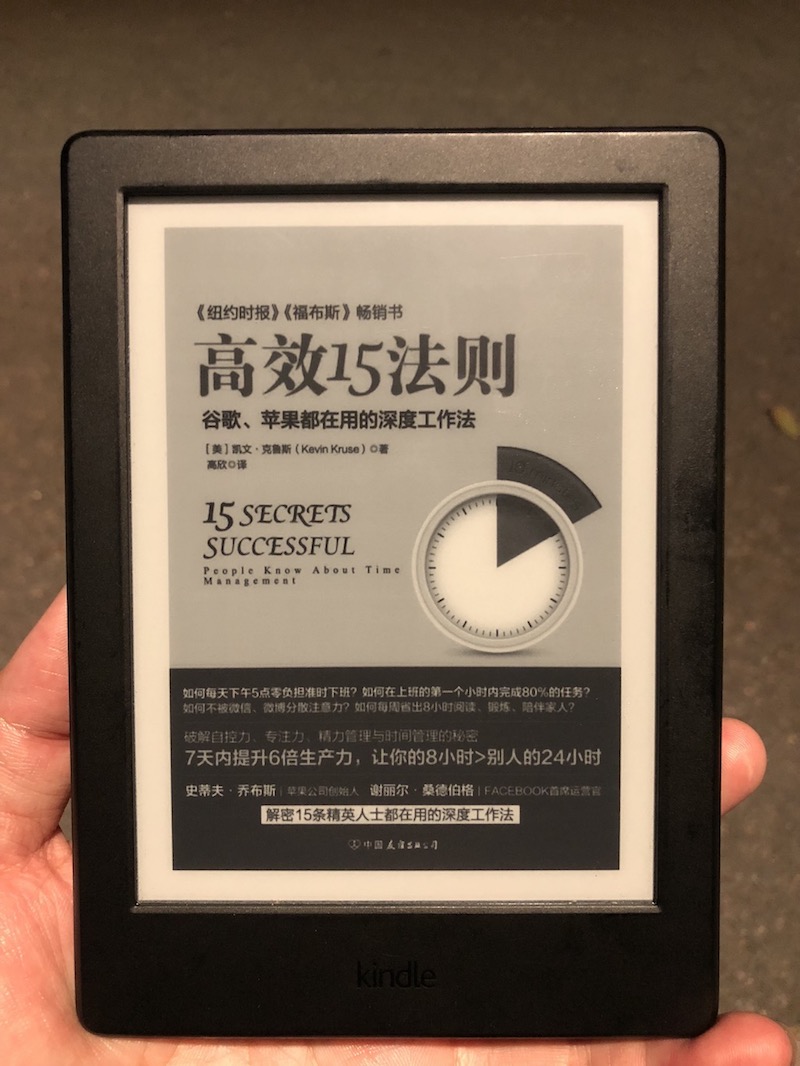 《纽约时报》《福布斯》畅销书
高效15法则
谷歌、苹果都在用的深度工作法
[美] 凯文·克鲁斯（Kevin Kruse）◎著
高欣◎译
15 SECRETS
SUCCESSFUL
People Know About Time
Management
如何每天下午5点零负担准时下班？如何在上班的第一个小时内完成80%的任务？
如何不被微信、微博分散注意力？如何每周省出8小时阅读、锻炼、陪伴家人？
破解自控力、专注力、精力管理与时间管理的秘密
7天内提升6倍生产力，让你的8小时>别人的24小时
史蒂夫·乔布斯｜苹果公司创始人 谢丽尔·桑德伯格｜FACEBOOK首席运营官
解密15条精英人士都在用的深度工作法
中国友谊出版公司
kindle